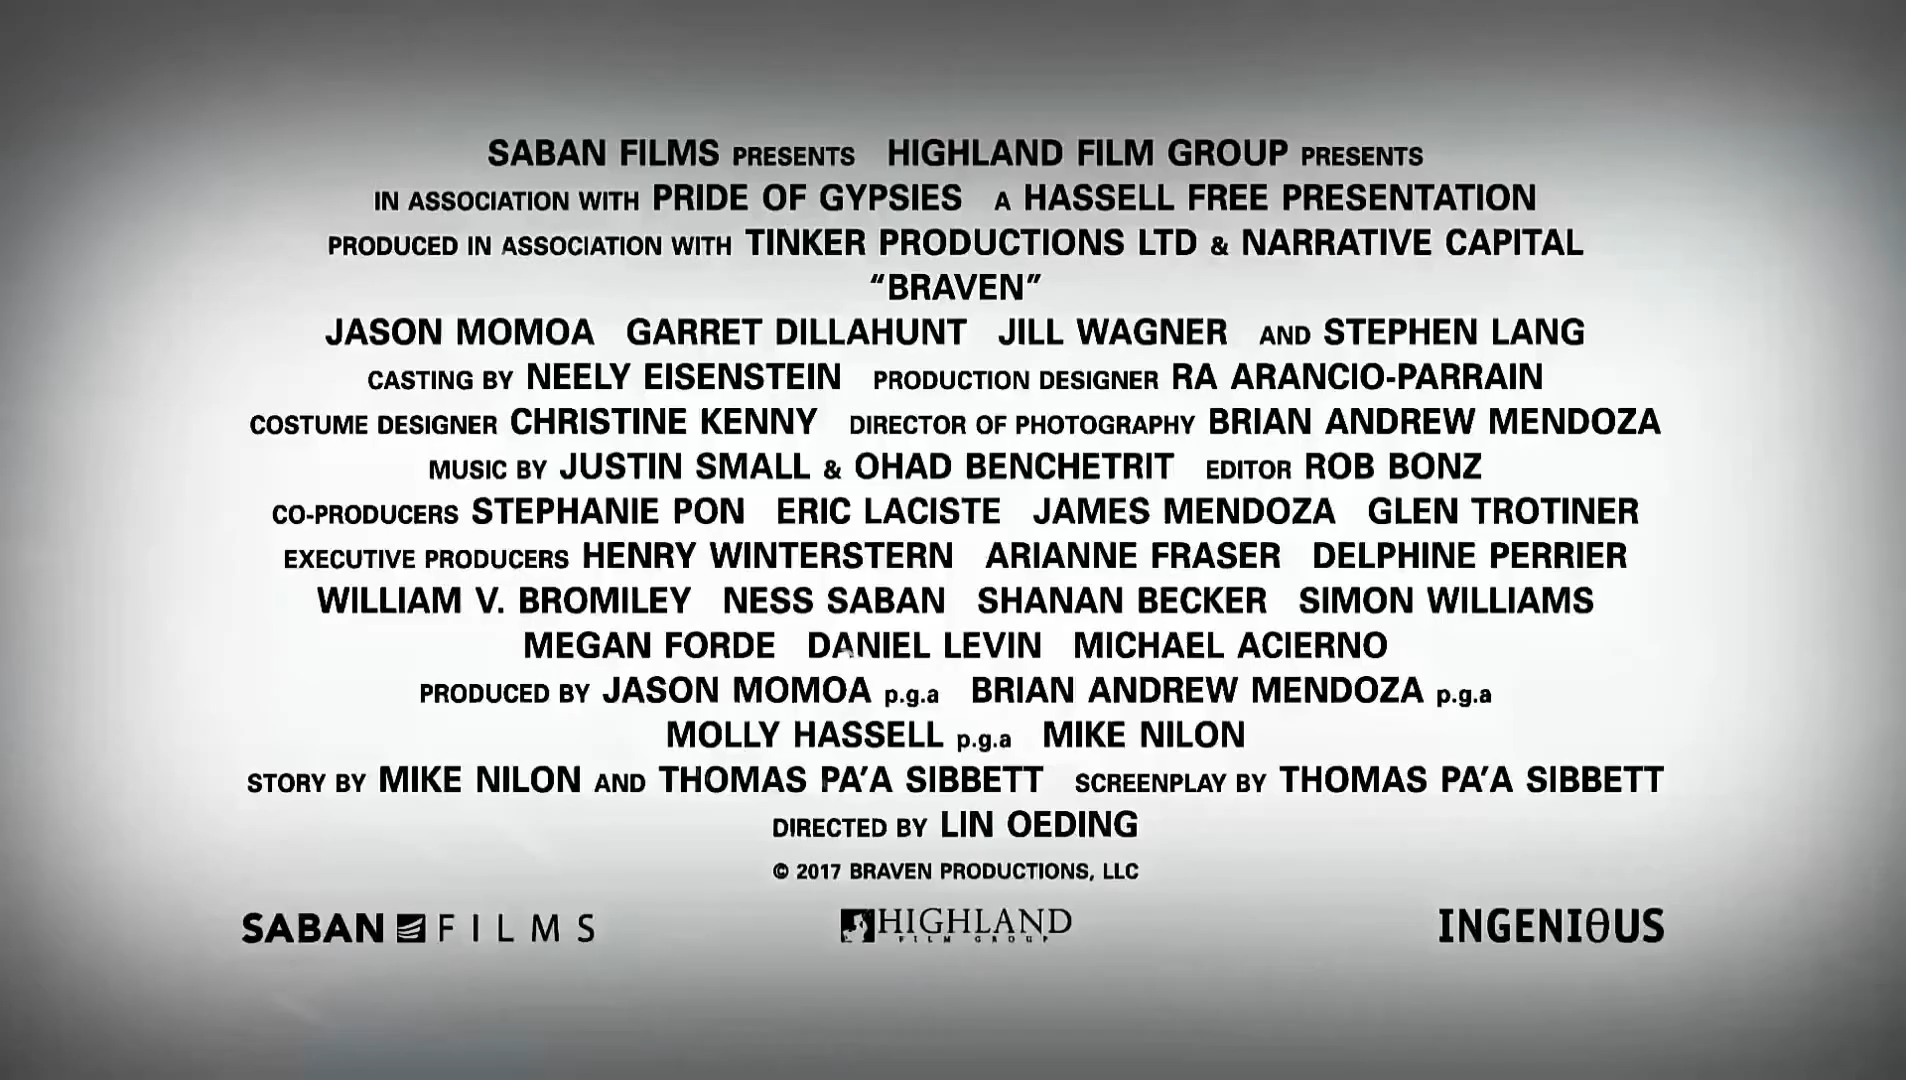 SABAN FILMS PRESENTS HIGHLAND FILM GROUP PRESENTS
IN ASSOCIATION WITH PRIDE OF GYPSIES A HASSELL FREE PRESENTATION
PRODUCED IN ASSOCIATION WITH TINKER PRODUCTIONS LTD & NARRATIVE CAPITAL
“BRAVEN”
JASON MOMOA GARRET DILLAHUNT JILL WAGNER AND STEPHEN LANG
CASTING BY NEELY EISENSTEIN PRODUCTION DESIGNER RA ARANCIO-PARRAIN
COSTUME DESIGNER CHRISTINE KENNY DIRECTOR OF PHOTOGRAPHY BRIAN ANDREW MENDOZA
MUSIC BY JUSTIN SMALL & OHAD BENCHETRIT EDITOR ROB BONZ
CO-PRODUCERS STEPHANIE PON ERIC LACISTE JAMES MENDOZA GLEN TROTINER
EXECUTIVE PRODUCERS HENRY WINTERSTERN ARIANNE FRASER DELPHINE PERRIER
WILLIAM V. BROMILEY NESS SABAN SHANAN BECKER SIMON WILLIAMS
MEGAN FORDE DANIEL LEVIN MICHAEL ACIERNO
PRODUCED BY JASON MOMOA p.g.a BRIAN ANDREW MENDOZA p.g.a
MOLLY HASSELL p.g.a MIKE NILON
STORY BY MIKE NILON AND THOMAS PA’A SIBBETT SCREENPLAY BY THOMAS PA’A SIBBETT
DIRECTED BY LIN OEDING
© 2017 BRAVEN PRODUCTIONS, LLC
SABAN FILMS
HIGHLAND
FILM GROUP
INGENIθUS